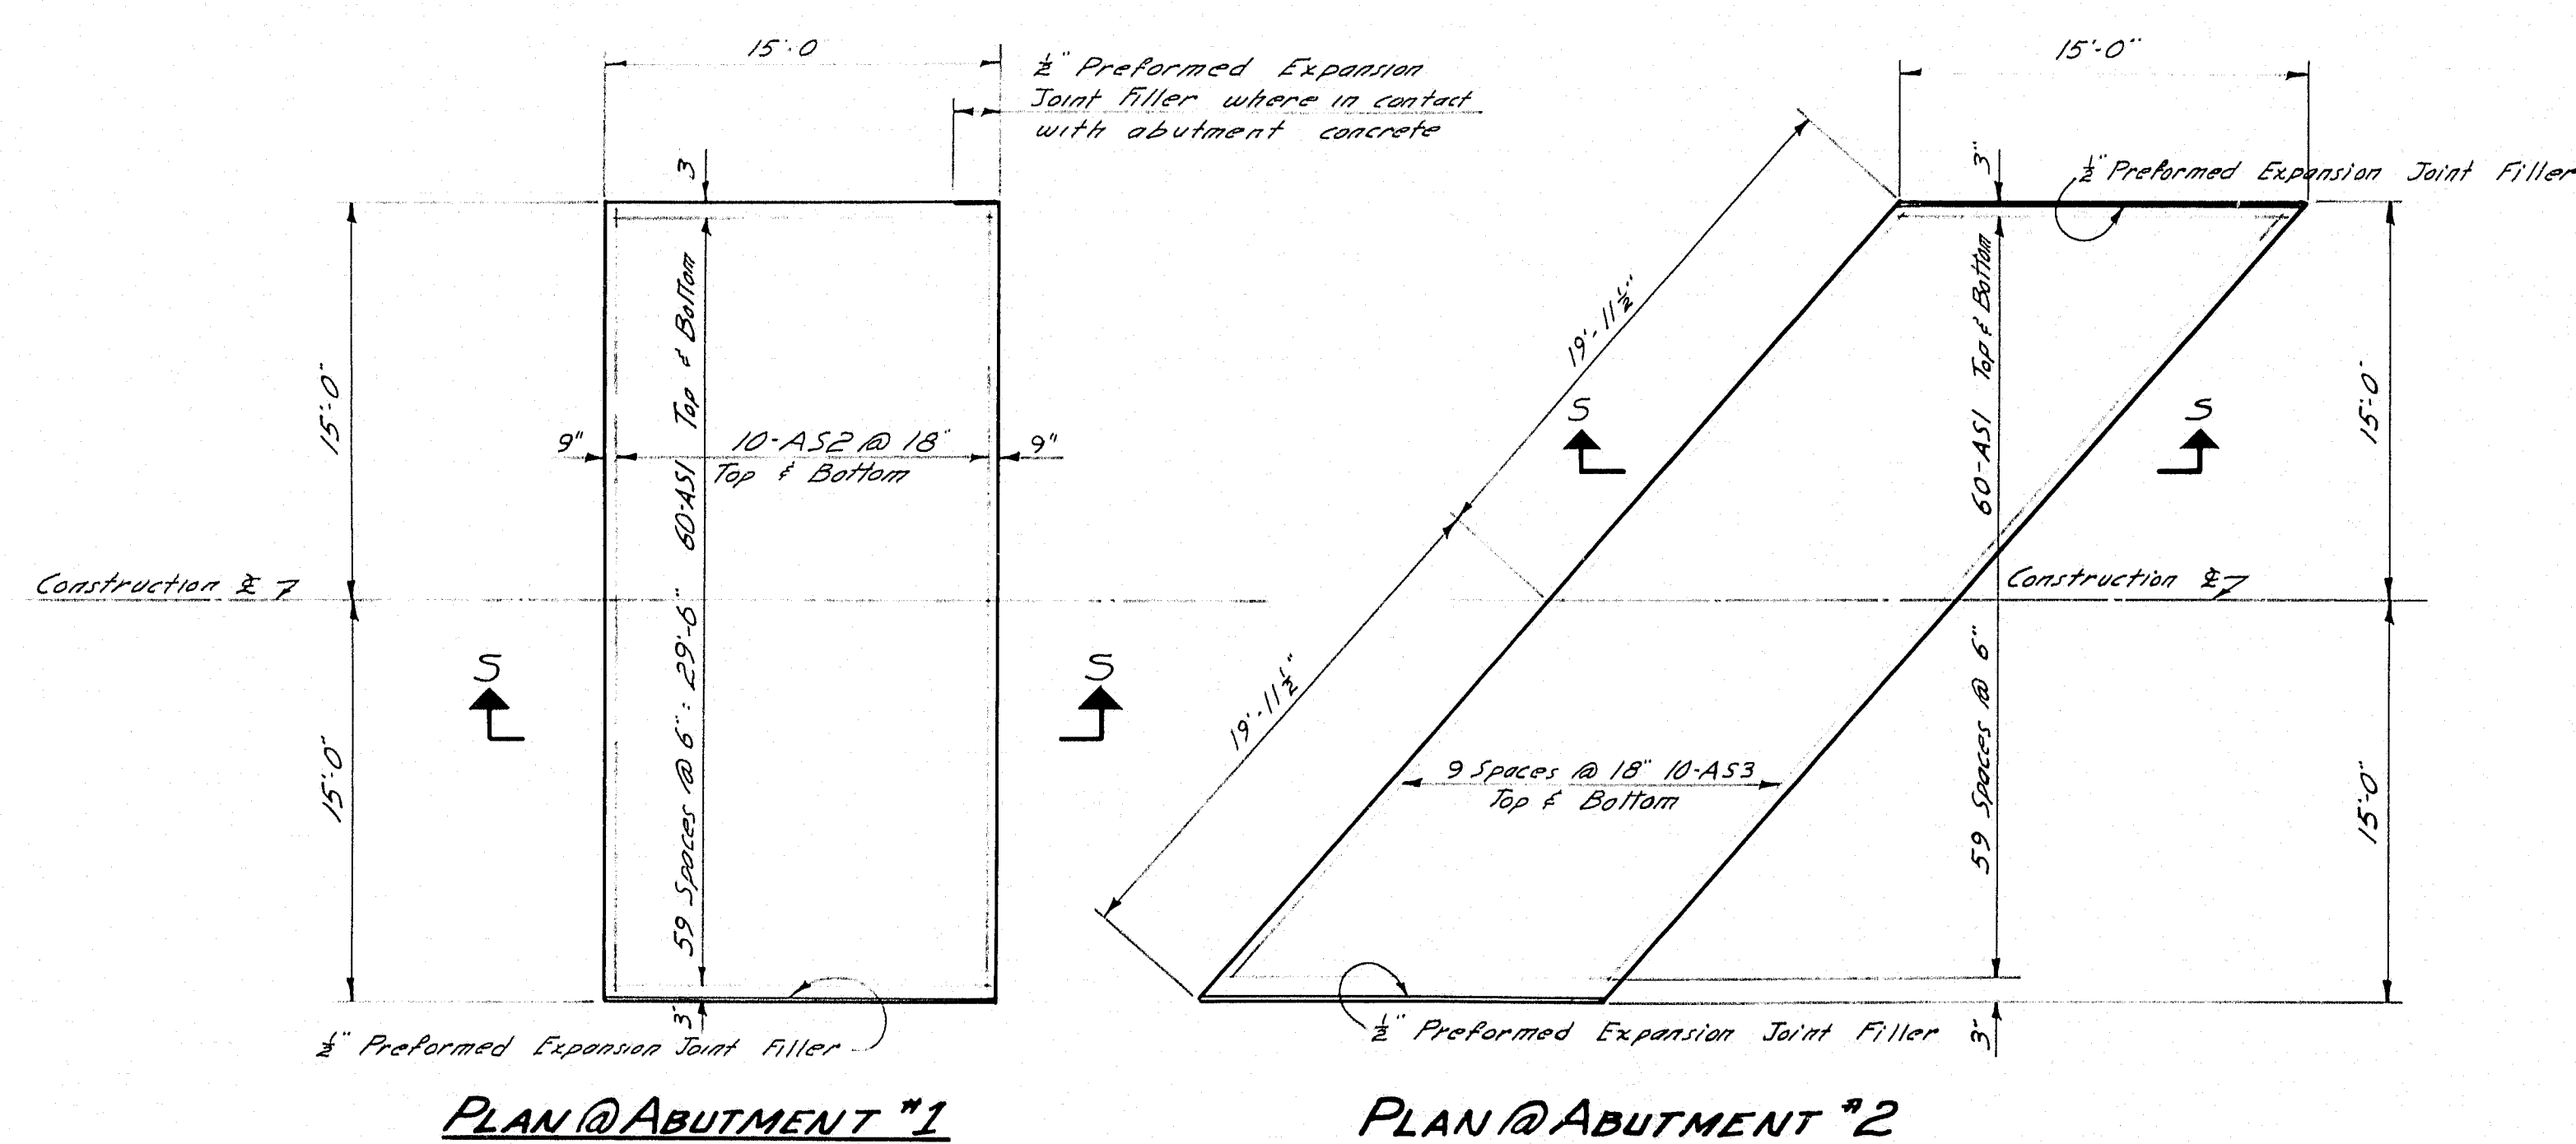 15'-0
½" Preformed Expansion
Joint Filler where in contact
with abutment concrete
3
15'-0"
15'-0"
60-AS1 Top & Bottom
59 Spaces @ 6" = 29'-6"
9"
10-AS2 @ 18"
9"
Top & Bottom
Construction ℄
S
S
3"
½" Preformed Expansion Joint Filler
PLAN @ ABUTMENT #1
15'-0"
3"
½" Preformed Expansion Joint Filler
19'-11½"
19'-11½"
60-AS1 Top & Bottom
59 Spaces @ 6"
S
S
15'-0"
15'-0"
Construction ℄
9 Spaces @ 18" 10-AS3
Top & Bottom
½" Preformed Expansion Joint Filler
3"
PLAN @ ABUTMENT #2